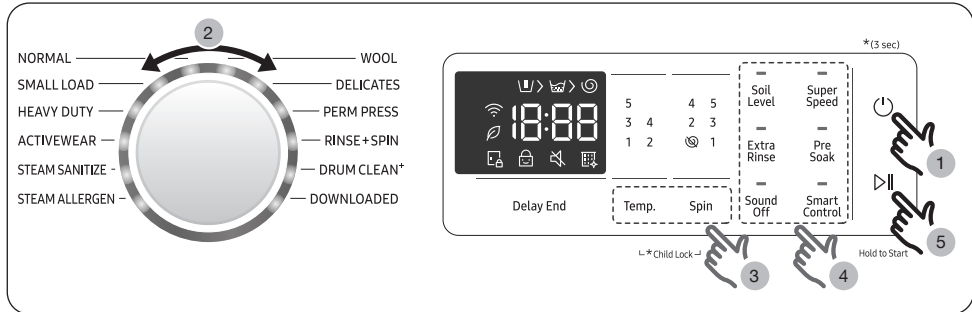 2
NORMAL
SMALL LOAD
HEAVY DUTY
ACTIVEWEAR
STEAM SANITIZE
STEAM ALLERGEN
WOOL
DELICATES
PERM PRESS
RINSE+SPIN
DRUM CLEAN+
DOWNLOADED
*(3 sec)
18:88
5
3 4
1 2
4 5
2 3
1
Delay End
Temp.
Spin
Soil
Level
Super
Speed
Extra
Rinse
Pre
Soak
Sound
Off
Smart
Control
*Child Lock
Hold to Start
1
3
4
5